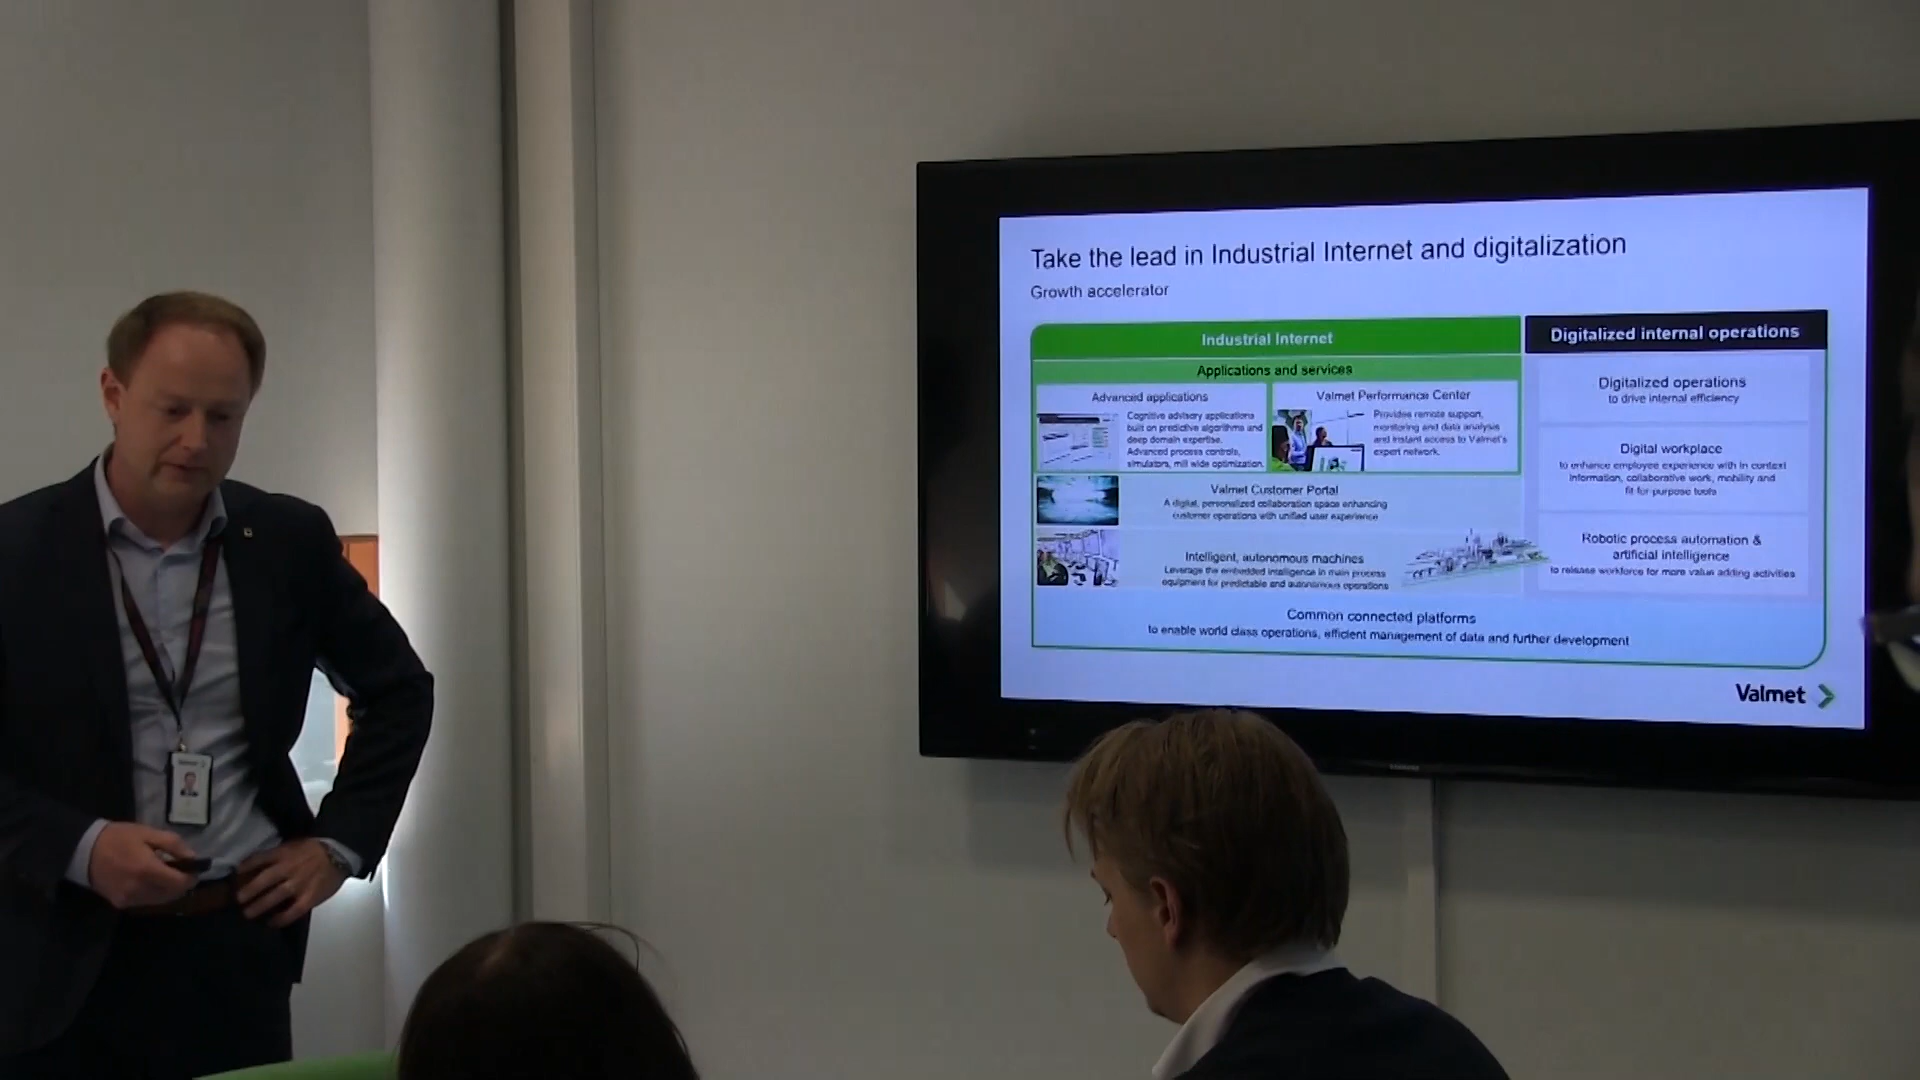 Take the lead in Industrial Internet and digitalization
Growth accelerator
Industrial Internet
Applications and services
Advanced applications
Cognitive advisory applications
built on predictive algorithms and
deep domain expertise.
Advanced process controls,
simulators, mill wide optimization.
Valmet Performance Center
Provides remote support,
monitoring and data analysis
and instant access to Valmet's
expert network.
Valmet Customer Portal
A digital, personalized collaboration space enhancing
customer operations with unified user experience
Intelligent, autonomous machines
Leverage the embedded intelligence in main process
equipment for predictable and autonomous operations
Digitalized internal operations
Digitalized operations
to drive internal efficiency
Digital workplace
to enhance employee experience with in context
information, collaborative work, mobility and
fit for purpose tools
Robotic process automation &
artificial intelligence
to release workforce for more value adding activities
Common connected platforms
to enable world class operations, efficient management of data and further development
Valmet